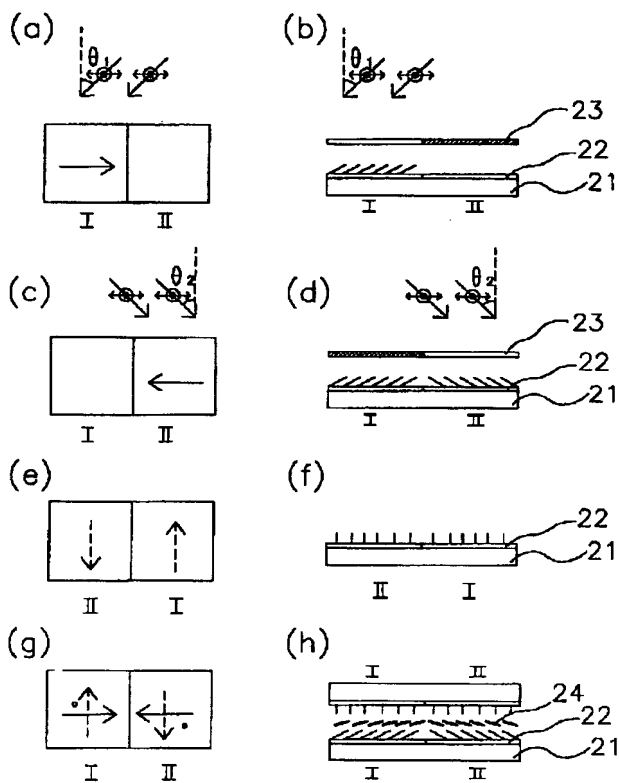 (a)
θ1
I II
(b)
θ1
23
22
21
I II
(c)
θ2
I II
(d)
θ2
23
22
21
I II
(e)
II I
(f)
22
21
II I
(g)
I II
(h)
I II
24
22
21
I II